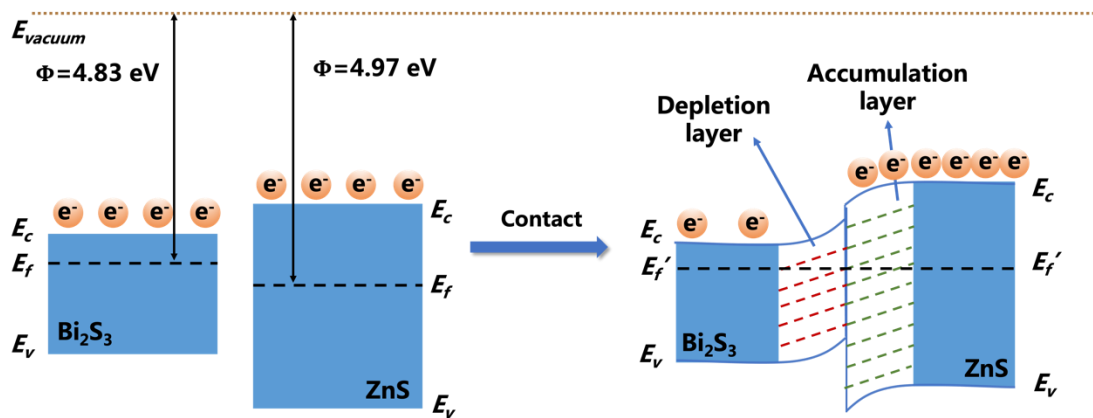 E_vacuum
Φ=4.83 eV
Φ=4.97 eV
e⁻ e⁻ e⁻ e⁻
E_c
E_f
E_v
Bi₂S₃
e⁻ e⁻ e⁻ e⁻
E_c
E_f
E_v
ZnS
Contact
Depletion
layer
Accumulation
layer
e⁻ e⁻
E_c
E_f′
E_v
Bi₂S₃
e⁻ e⁻ e⁻ e⁻ e⁻ e⁻
E_c
E_f′
E_v
ZnS